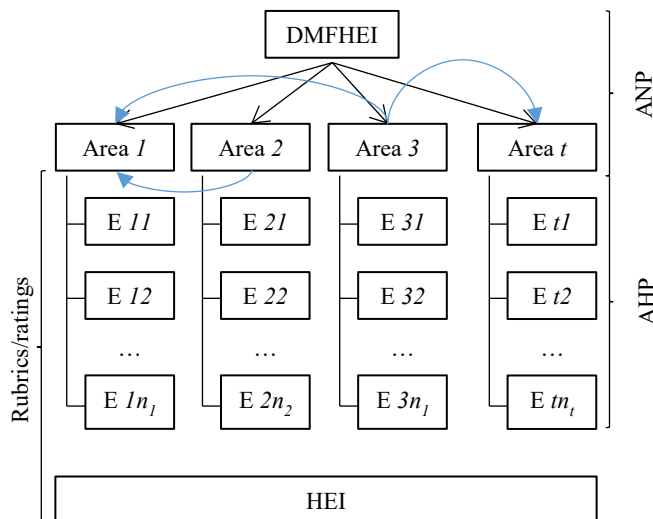 DMFHEI
ANP
Area 1
Area 2
Area 3
Area t
E 11
E 21
E 31
E t1
E 12
E 22
E 32
E t2
...
...
...
...
E 1n₁
E 2n₂
E 3n₁
E tnₜ
Rubrics/ratings
AHP
HEI